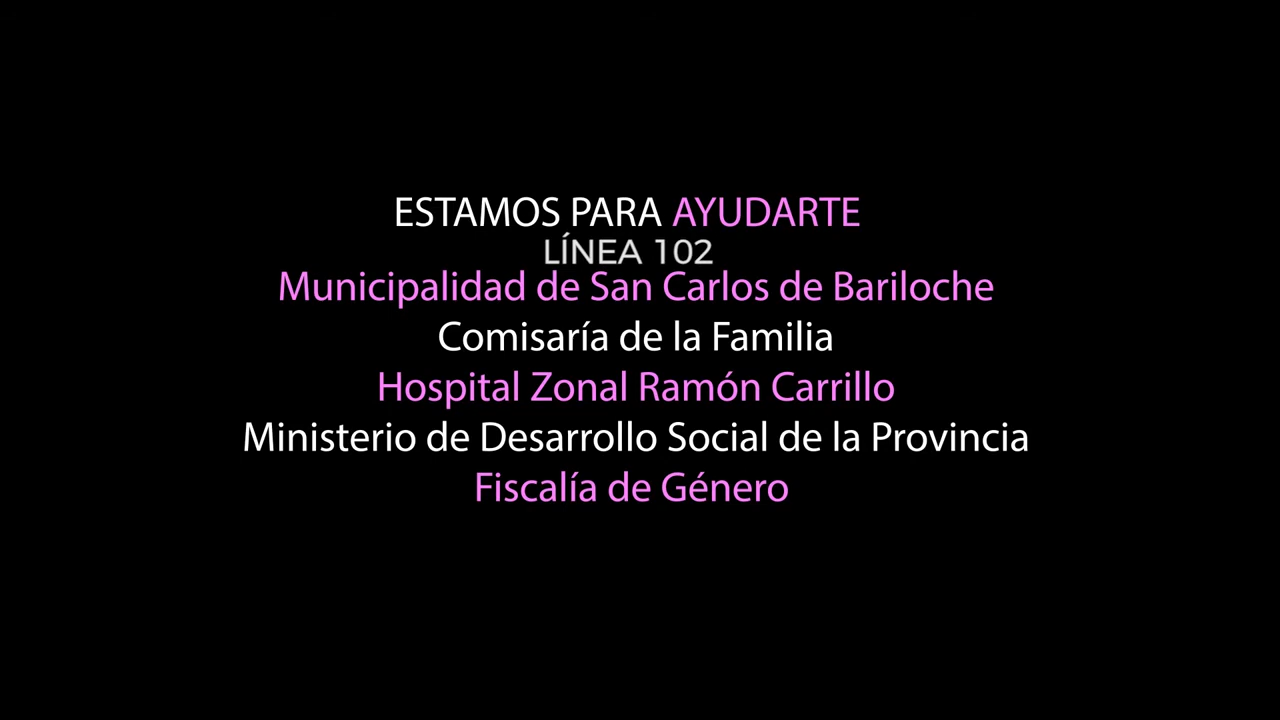 ESTAMOS PARA AYUDARTE
LÍNEA 102
Municipalidad de San Carlos de Bariloche
Comisaría de la Familia
Hospital Zonal Ramón Carrillo
Ministerio de Desarrollo Social de la Provincia
Fiscalía de Género